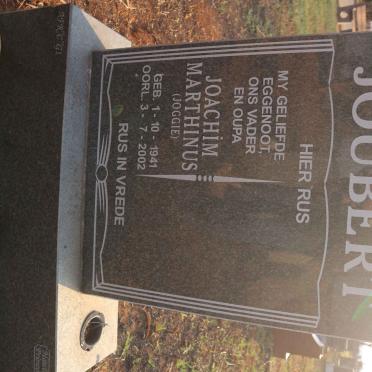 JOUBERT
HIER RUS
MY GELIEFDE
EGGENOOT,
ONS VADER
EN OUPA
JOACHIM
MARTHINUS
(JOGGIE)
GEB. 1 - 10 - 1941
OORL. 3 - 7 - 2002
RUS IN VREDE